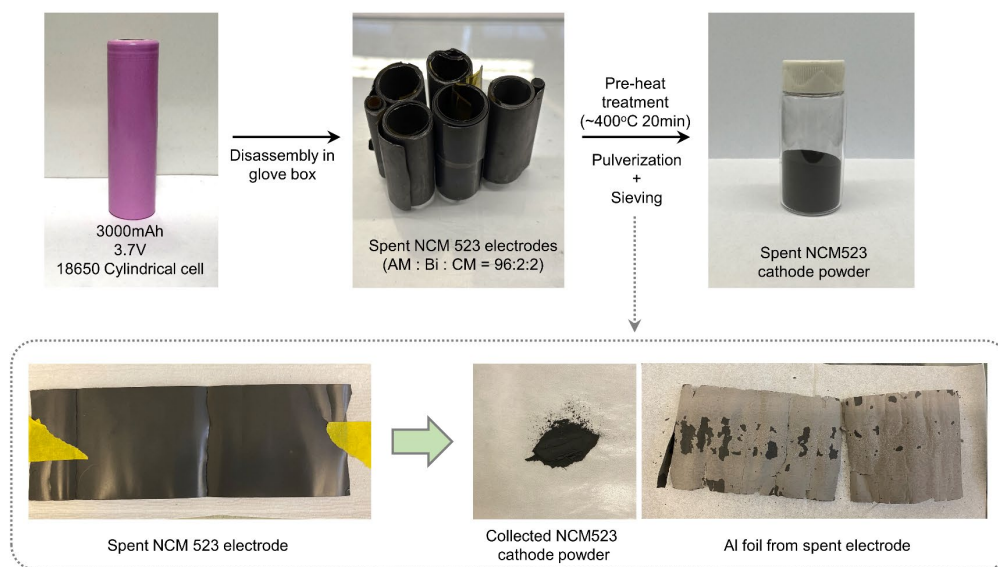 3000mAh
3.7V
18650 Cylindrical cell
Disassembly in
glove box
Spent NCM 523 electrodes
(AM : Bi : CM = 96:2:2)
Pre-heat
treatment
(~400ºC 20min)
Pulverization
+
Sieving
Spent NCM523
cathode powder
Spent NCM 523 electrode
Collected NCM523
cathode powder
Al foil from spent electrode